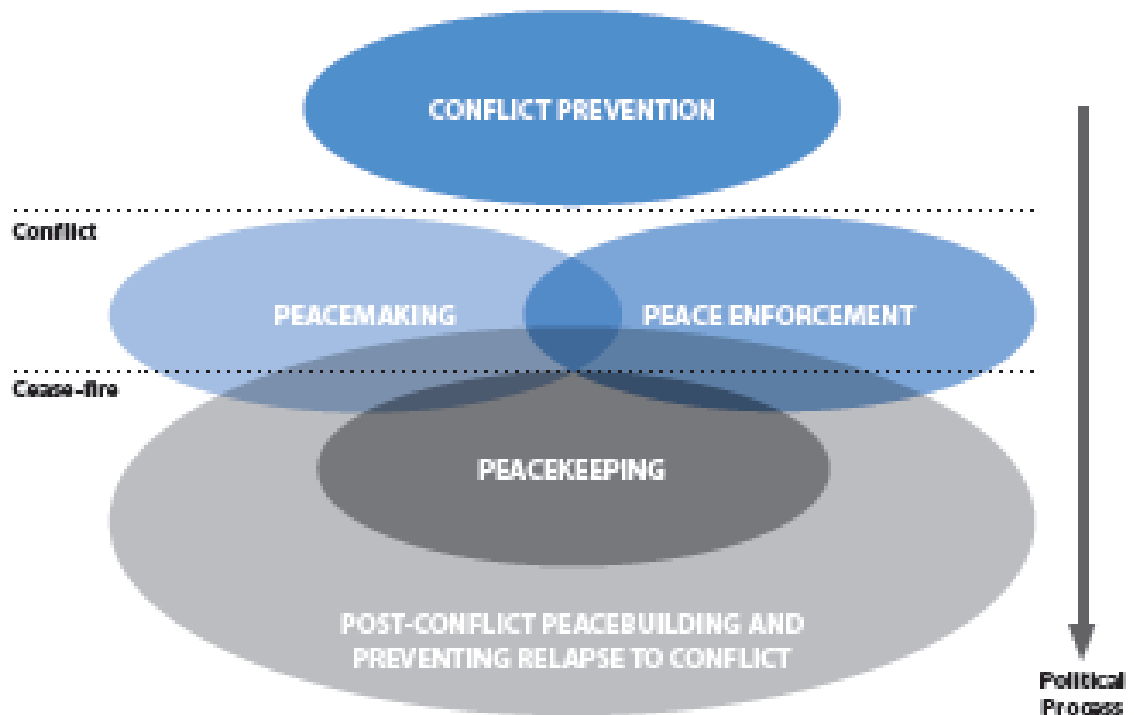 CONFLICT PREVENTION
Conflict
PEACEMAKING
PEACE ENFORCEMENT
Cease-fire
PEACEKEEPING
POST-CONFLICT PEACEBUILDING AND
PREVENTING RELAPSE TO CONFLICT
Political
Process